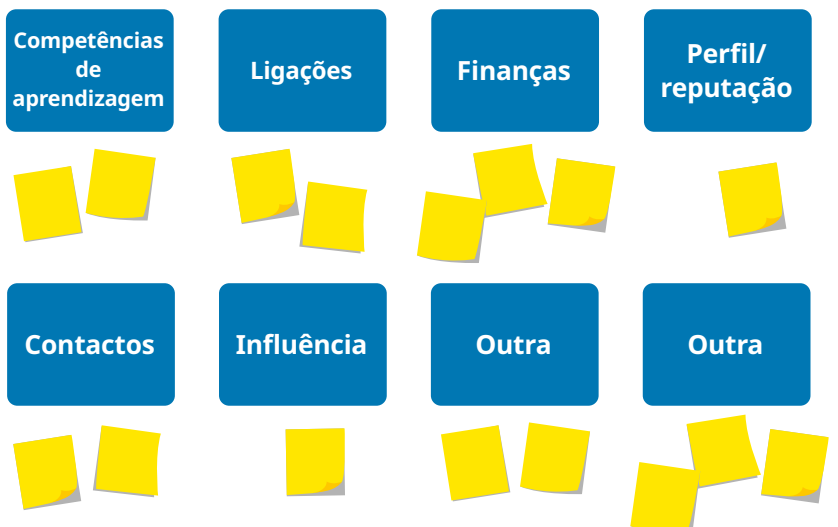 Competências
de
aprendizagem
Ligações
Finanças
Perfil/
reputação
Contactos
Influência
Outra
Outra